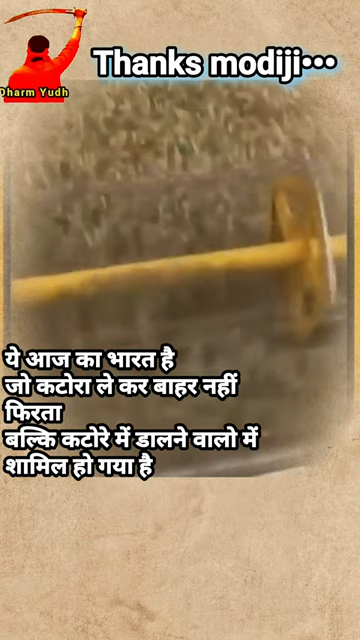 Dharm Yudh
Thanks modiji•••
ये आज का भारत है
जो कटोरा ले कर बाहर नहीं
फिरता
बल्कि कटोरे में डालने वालो में
शामिल हो गया है